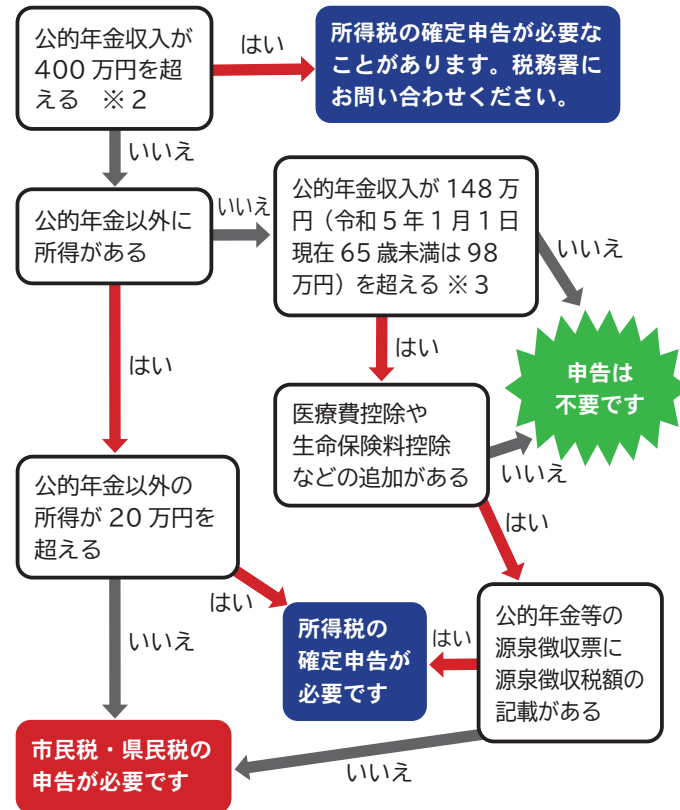 公的年金収入が
400 万円を超
える　※２
はい
所得税の確定申告が必要な
ことがあります。税務署に
お問い合わせください。
いいえ
公的年金以外に
所得がある
いいえ
公的年金収入が 148 万
円（令和 5 年 1 月 1 日
現在 65 歳未満は 98
万円）を超える ※３
いいえ
はい
はい
申告は
不要です
医療費控除や
生命保険料控除
などの追加がある
いいえ
公的年金以外の
所得が 20 万円を
超える
はい
はい
いいえ
所得税の
確定申告が
必要です
はい
公的年金等の
源泉徴収票に
源泉徴収税額の
記載がある
市民税・県民税の
申告が必要です
いいえ